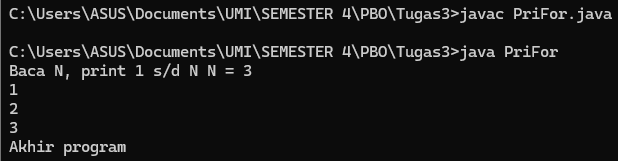 C:\Users\ASUS\Documents\UMI\SEMESTER 4\PBO\Tugas3>javac PriFor.java
C:\Users\ASUS\Documents\UMI\SEMESTER 4\PBO\Tugas3>java PriFor
Baca N, print 1 s/d N N = 3
1
2
3
Akhir program